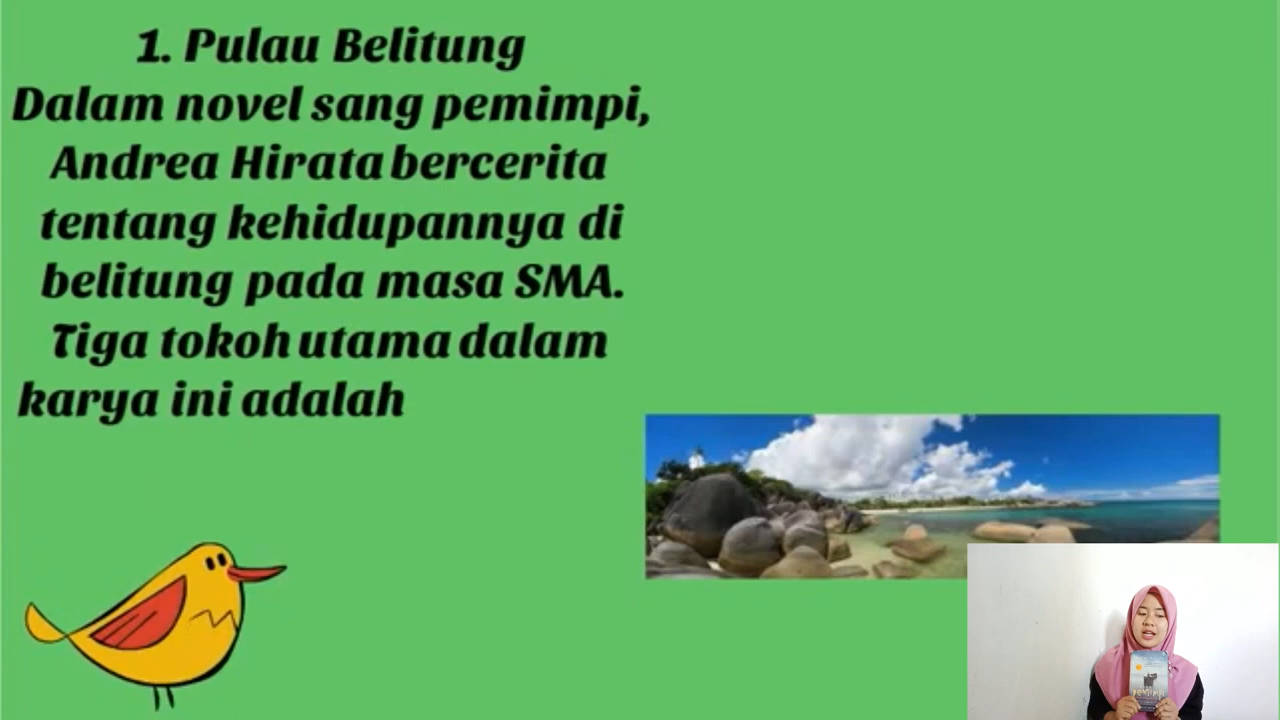 1. Pulau Belitung
Dalam novel sang pemimpi,
Andrea Hirata bercerita
tentang kehidupannya di
belitung pada masa SMA.
Tiga tokoh utama dalam
karya ini adalah